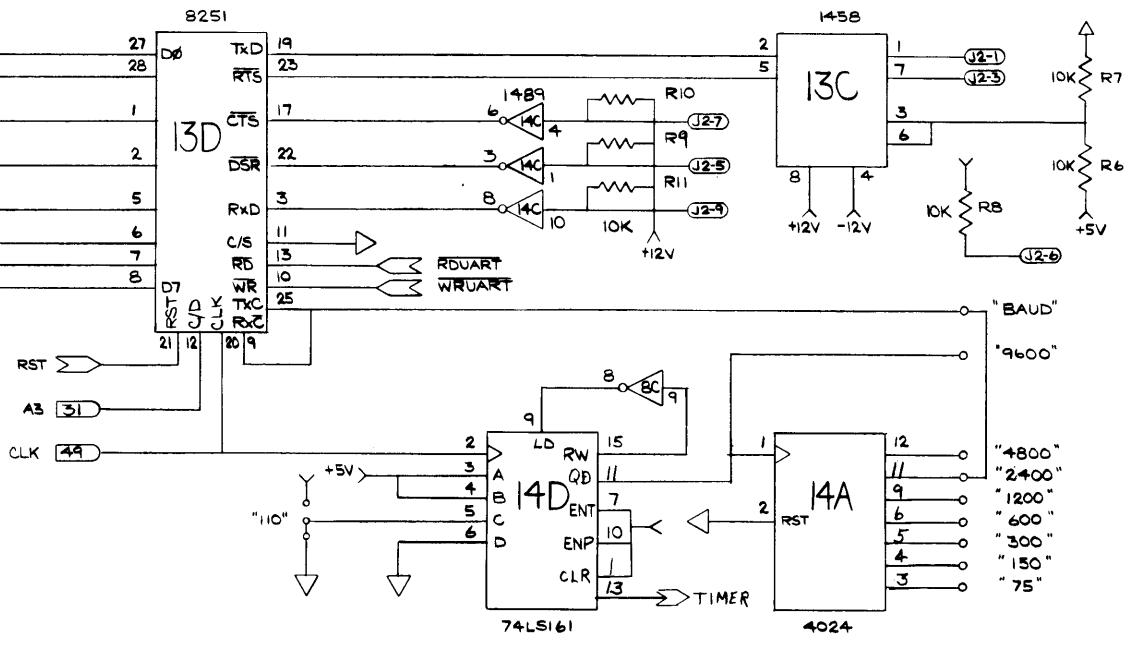 8251
1458
27 DØ TxD 19
2 1 J2-1
28 RTS 23
5 7 J2-3
13D
13C
10K R7
1489
R10
1 CTS 17
6 14C 4 J2-7
3
6
R9
2 DSR 22
3 14C 1 J2-5
10K R6
8 4
R11
5 RxD 3
8 14C 10 J2-9
10K
+12V
+12V -12V
10K R8
+5V
J2-6
6 C/S 11
7 RD 13 RDUART
8 D7 WR 10 WRUART
TxC 25
RxC
RST C/D CLK
21 12 20 9
"BAUD"
"9600"
RST
A3 31
CLK 49
8 8C 9
9
LD
2 RW 15
+5V 3 A QD 11
4 B ENT 7
"110" 5 C ENP 10
6 D CLR 1
14D
13 TIMER
74LS161
1 12 "4800"
11 "2400"
14A
9 "1200"
2 RST 6 "600"
5 "300"
4 "150"
3 "75"
4024